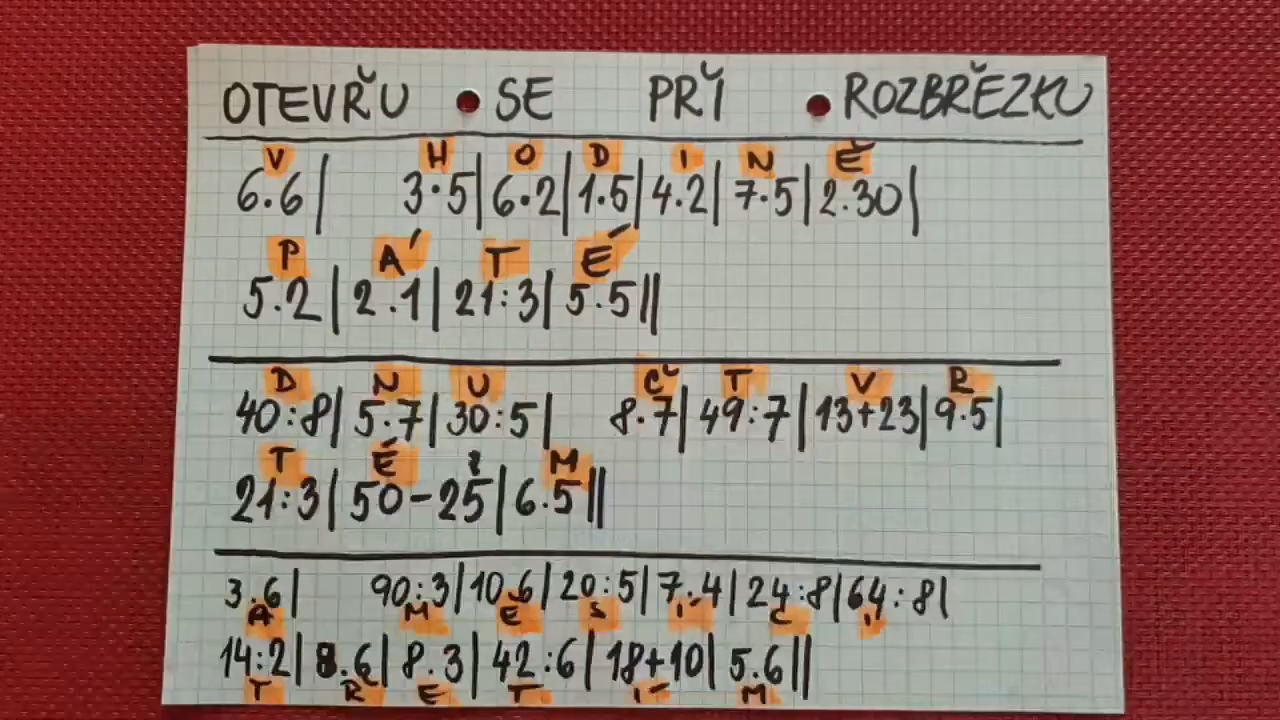 OTEVŘU SE PŘI ROZBŘEZKU
V H O D I N Ě
6.6| 3·5| 6·2| 1.5| 4.2| 7·5| 2.30|
P Á T É
5.2| 2.1| 21:3| 5.5||
D N U Č T V R
40:8| 5.7| 30:5| 8.7| 49:7| 13+23| 9.5|
T É M
21:3| 50-25| 6.5||
3.6| 90:3| 10.6| 20:5| 7.4| 24:8| 64:8|
A M Ě S Í C I
14:2| 8.6| 8.3| 42:6| 18+10| 5.6||
T Ř E T Í M